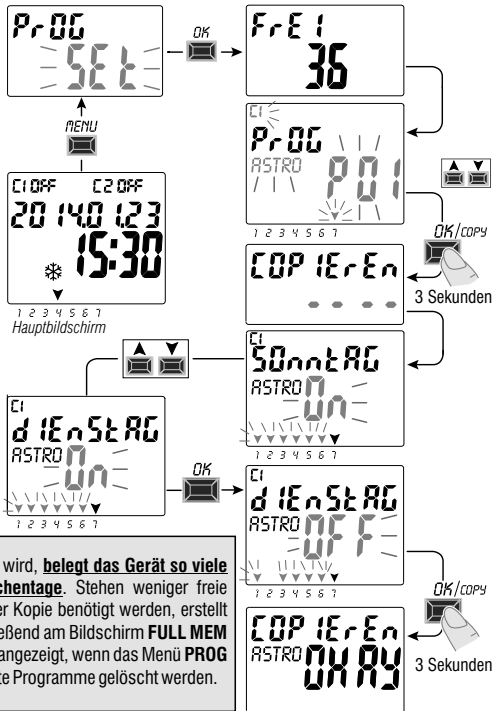 PrOG
SEt
OK
FrEI
36
MENU
C1
PrOG
ASTRO P01
1 2 3 4 5 6 7
C1 OFF C2 OFF
2014.01.23
15:30
1 2 3 4 5 6 7
Hauptbildschirm
OK/COPY
3 Sekunden
COPIErEn
- - - -
C1
SOnntAG
ASTRO On
1 2 3 4 5 6 7
C1
dIEnStAG
ASTRO On
1 2 3 4 5 6 7
OK
C1
dIEnStAG
ASTRO OFF
1 2 3 4 5 6 7
OK/COPY
3 Sekunden
COPIErEn
ASTRO OKAY
wird, belegt das Gerät so viele
chentage. Stehen weniger freie
er Kopie benötigt werden, erstellt
eßend am Bildschirm FULL MEM
angezeigt, wenn das Menü PROG
te Programme gelöscht werden.